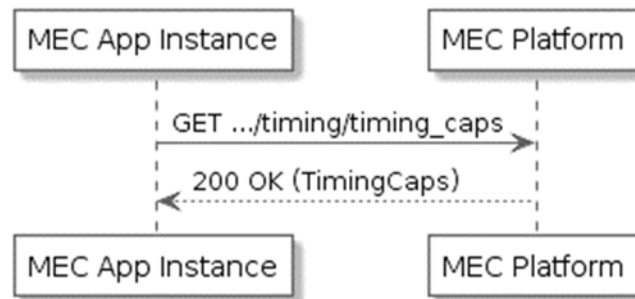 MEC App Instance
MEC Platform
GET .../timing/timing_caps
200 OK (TimingCaps)
MEC App Instance
MEC Platform